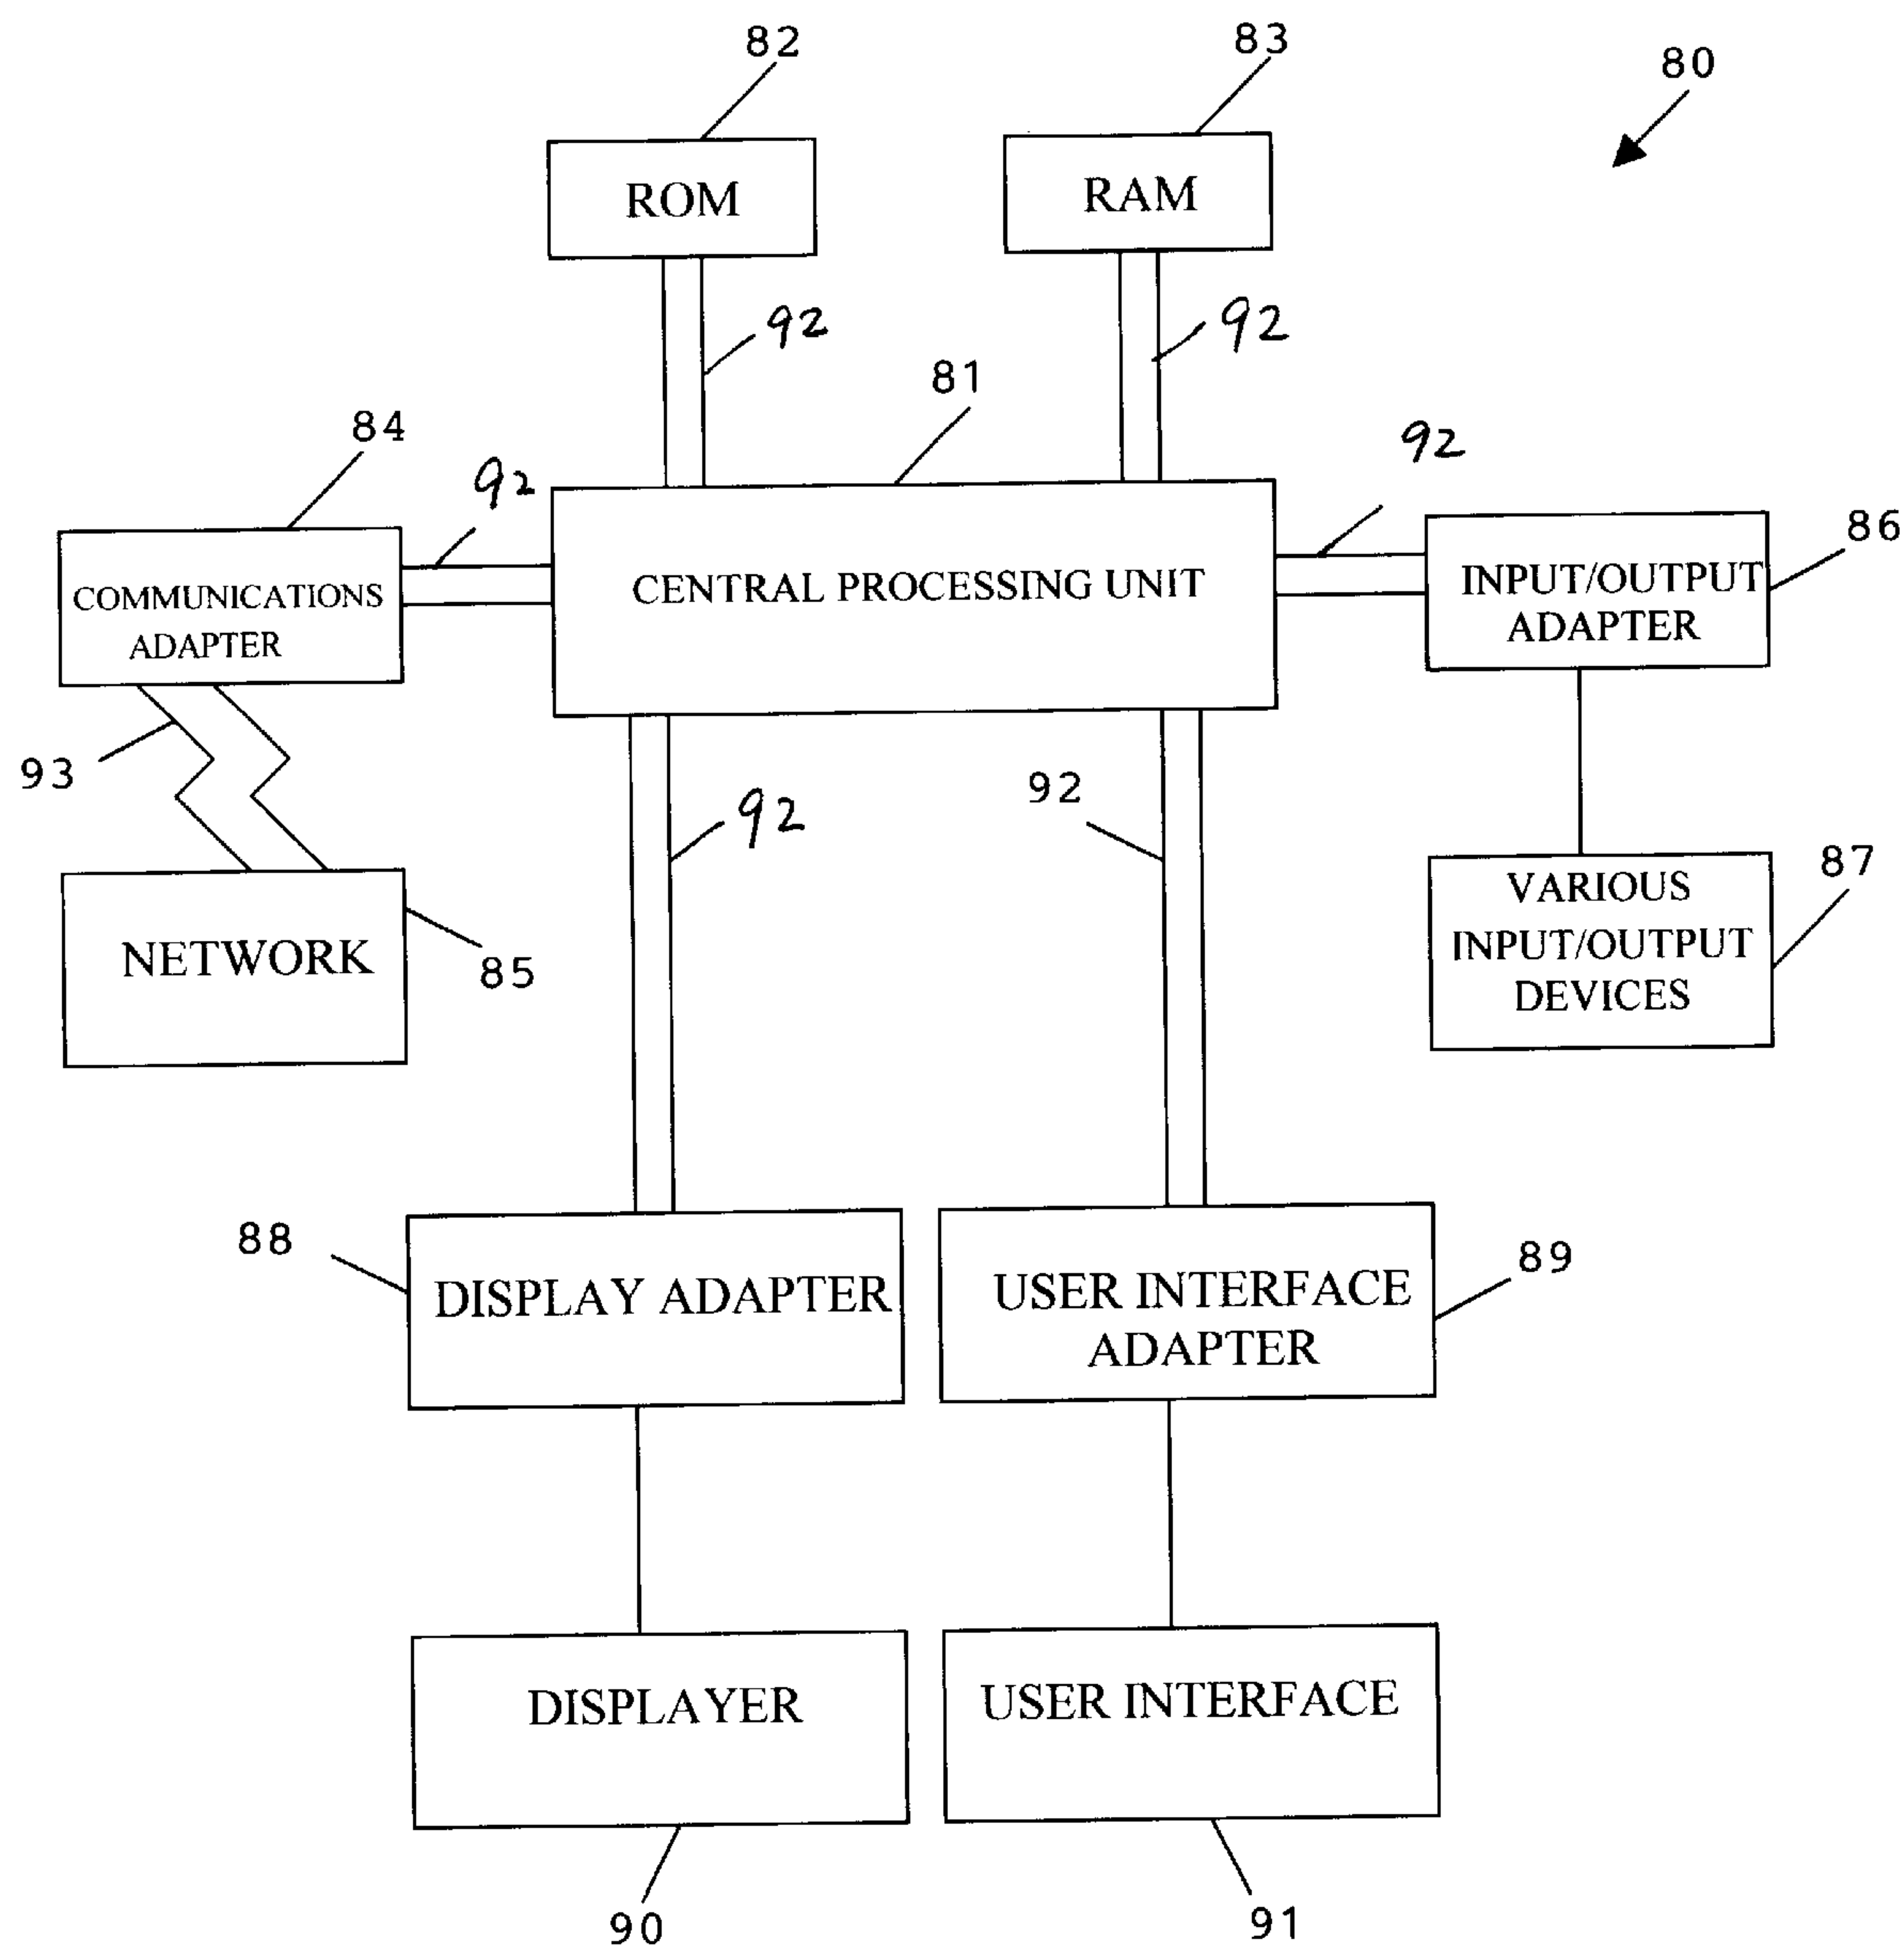 82
83
80
ROM
RAM
92
92
81
84
92
92
86
COMMUNICATIONS
ADAPTER
CENTRAL PROCESSING UNIT
INPUT/OUTPUT
ADAPTER
93
92
92
87
NETWORK
85
VARIOUS
INPUT/OUTPUT
DEVICES
88
89
DISPLAY ADAPTER
USER INTERFACE
ADAPTER
DISPLAYER
USER INTERFACE
90
91